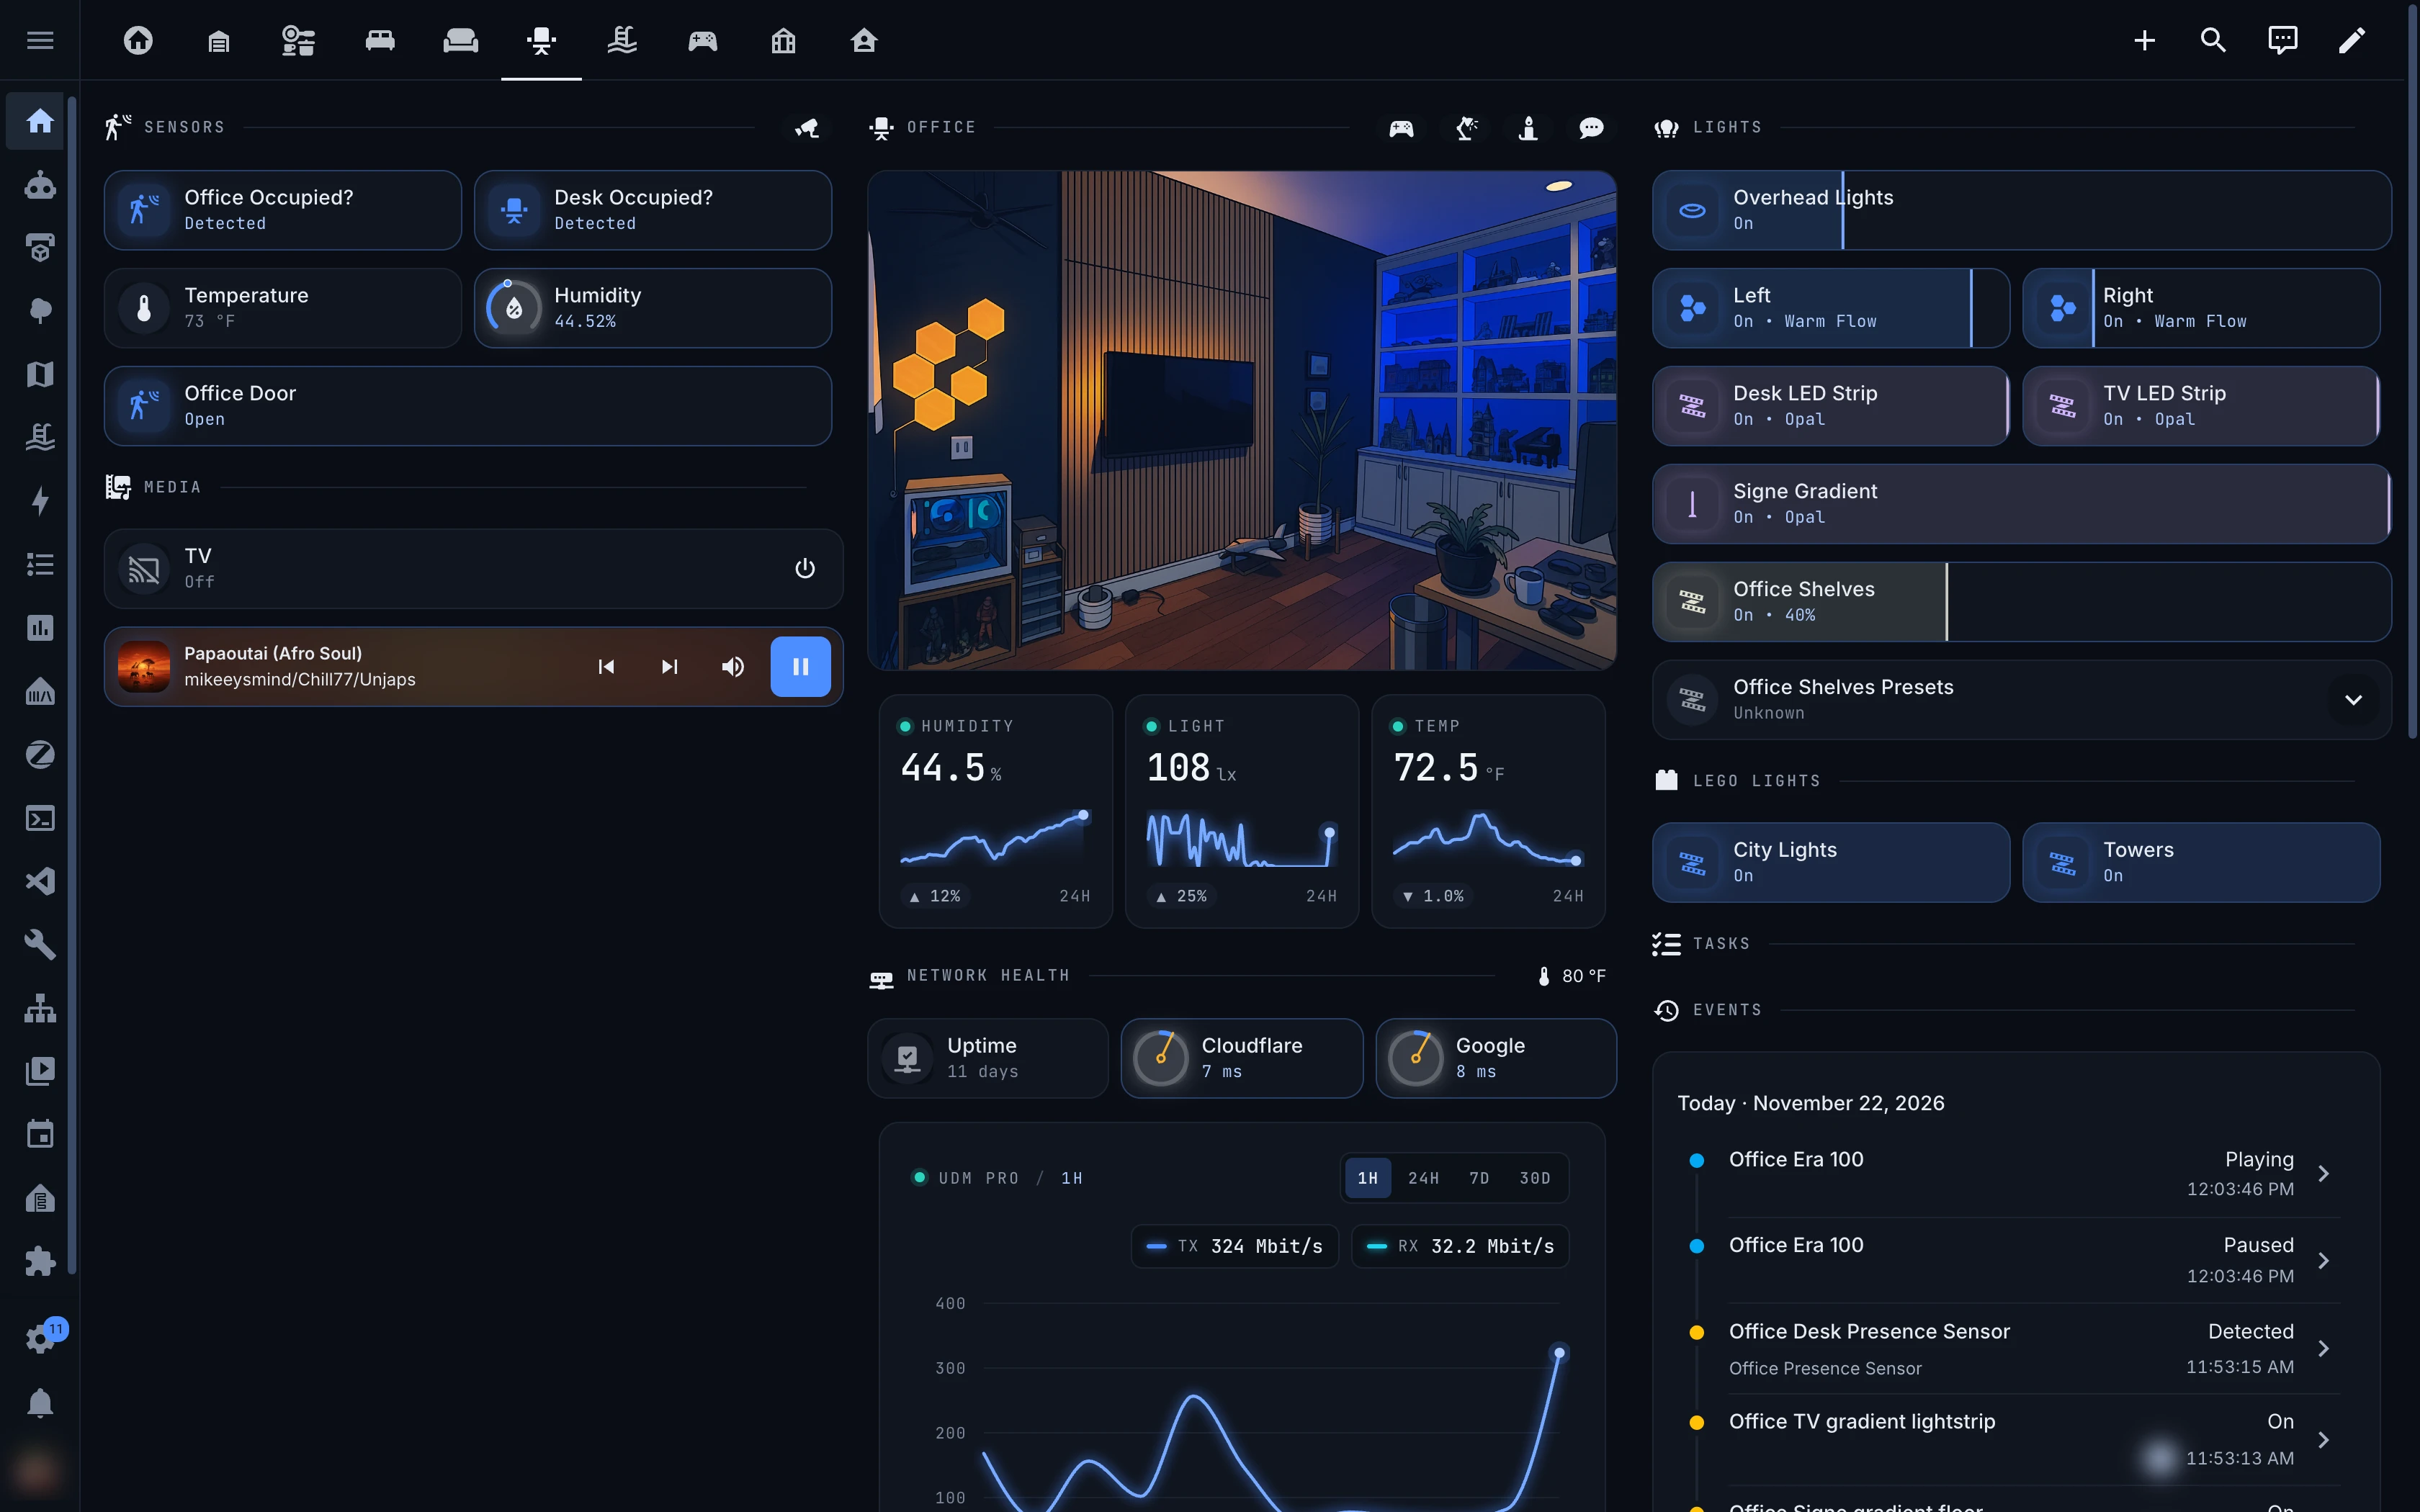 SENSORS
Office Occupied?
Detected
Desk Occupied?
Detected
Temperature
73 °F
Humidity
44.52%
Office Door
Open
MEDIA
TV
Off
Papaoutai (Afro Soul)
mikeeysmind/Chill77/Unjaps
11
OFFICE
HUMIDITY
44.5 %
▲ 12%
24H
LIGHT
108 lx
▲ 25%
24H
TEMP
72.5 °F
▼ 1.0%
24H
NETWORK HEALTH
80 °F
Uptime
11 days
Cloudflare
7 ms
Google
8 ms
UDM PRO / 1H
1H 24H 7D 30D
TX 324 Mbit/s
RX 32.2 Mbit/s
400
300
200
100
LIGHTS
Overhead Lights
On
Left
On • Warm Flow
Right
On • Warm Flow
Desk LED Strip
On • Opal
TV LED Strip
On • Opal
Signe Gradient
On • Opal
Office Shelves
On • 40%
Office Shelves Presets
Unknown
LEGO LIGHTS
City Lights
On
Towers
On
TASKS
EVENTS
Today · November 22, 2026
Office Era 100
Playing
12:03:46 PM
Office Era 100
Paused
12:03:46 PM
Office Desk Presence Sensor
Detected
Office Presence Sensor
11:53:15 AM
Office TV gradient lightstrip
On
11:53:13 AM
Office Signe gradient floor
On